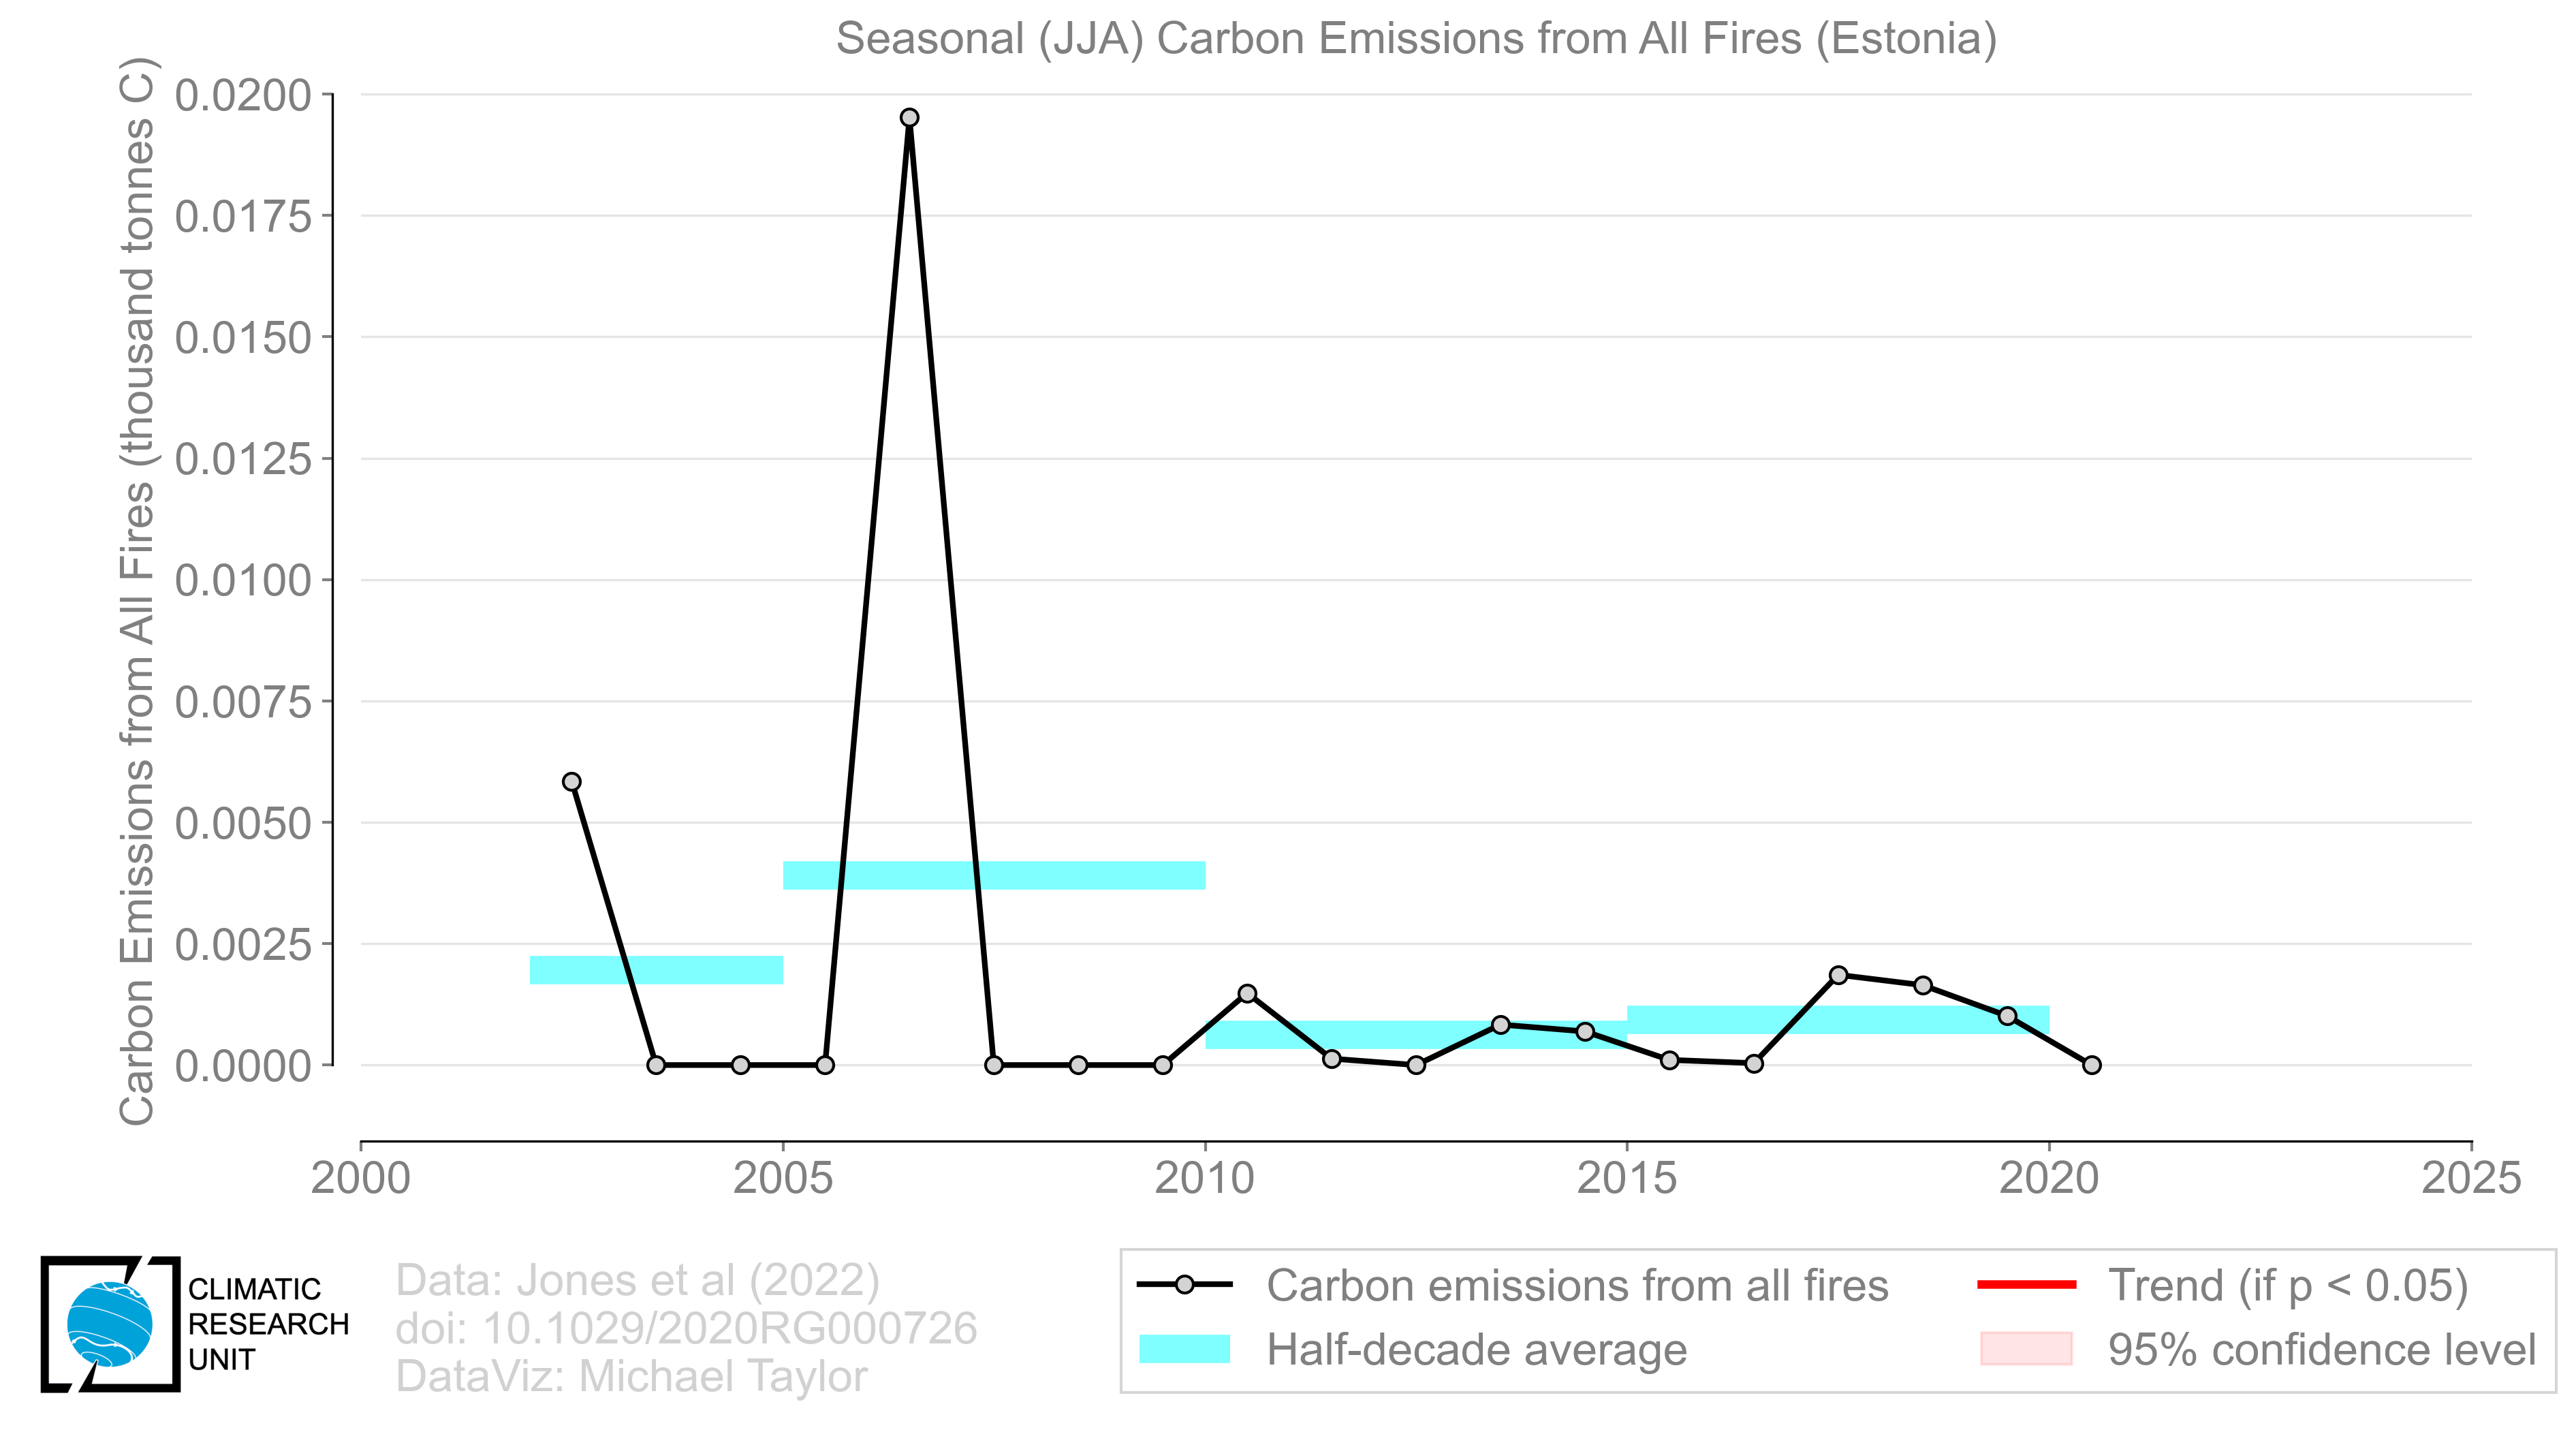 Seasonal (JJA) Carbon Emissions from All Fires (Estonia)
Carbon Emissions from All Fires (thousand tonnes C)
0.0200
0.0175
0.0150
0.0125
0.0100
0.0075
0.0050
0.0025
0.0000
2000 2005 2010 2015 2020 2025
CLIMATIC
RESEARCH
UNIT
Data: Jones et al (2022)
doi: 10.1029/2020RG000726
DataViz: Michael Taylor
Carbon emissions from all fires
Half-decade average
Trend (if p < 0.05)
95% confidence level